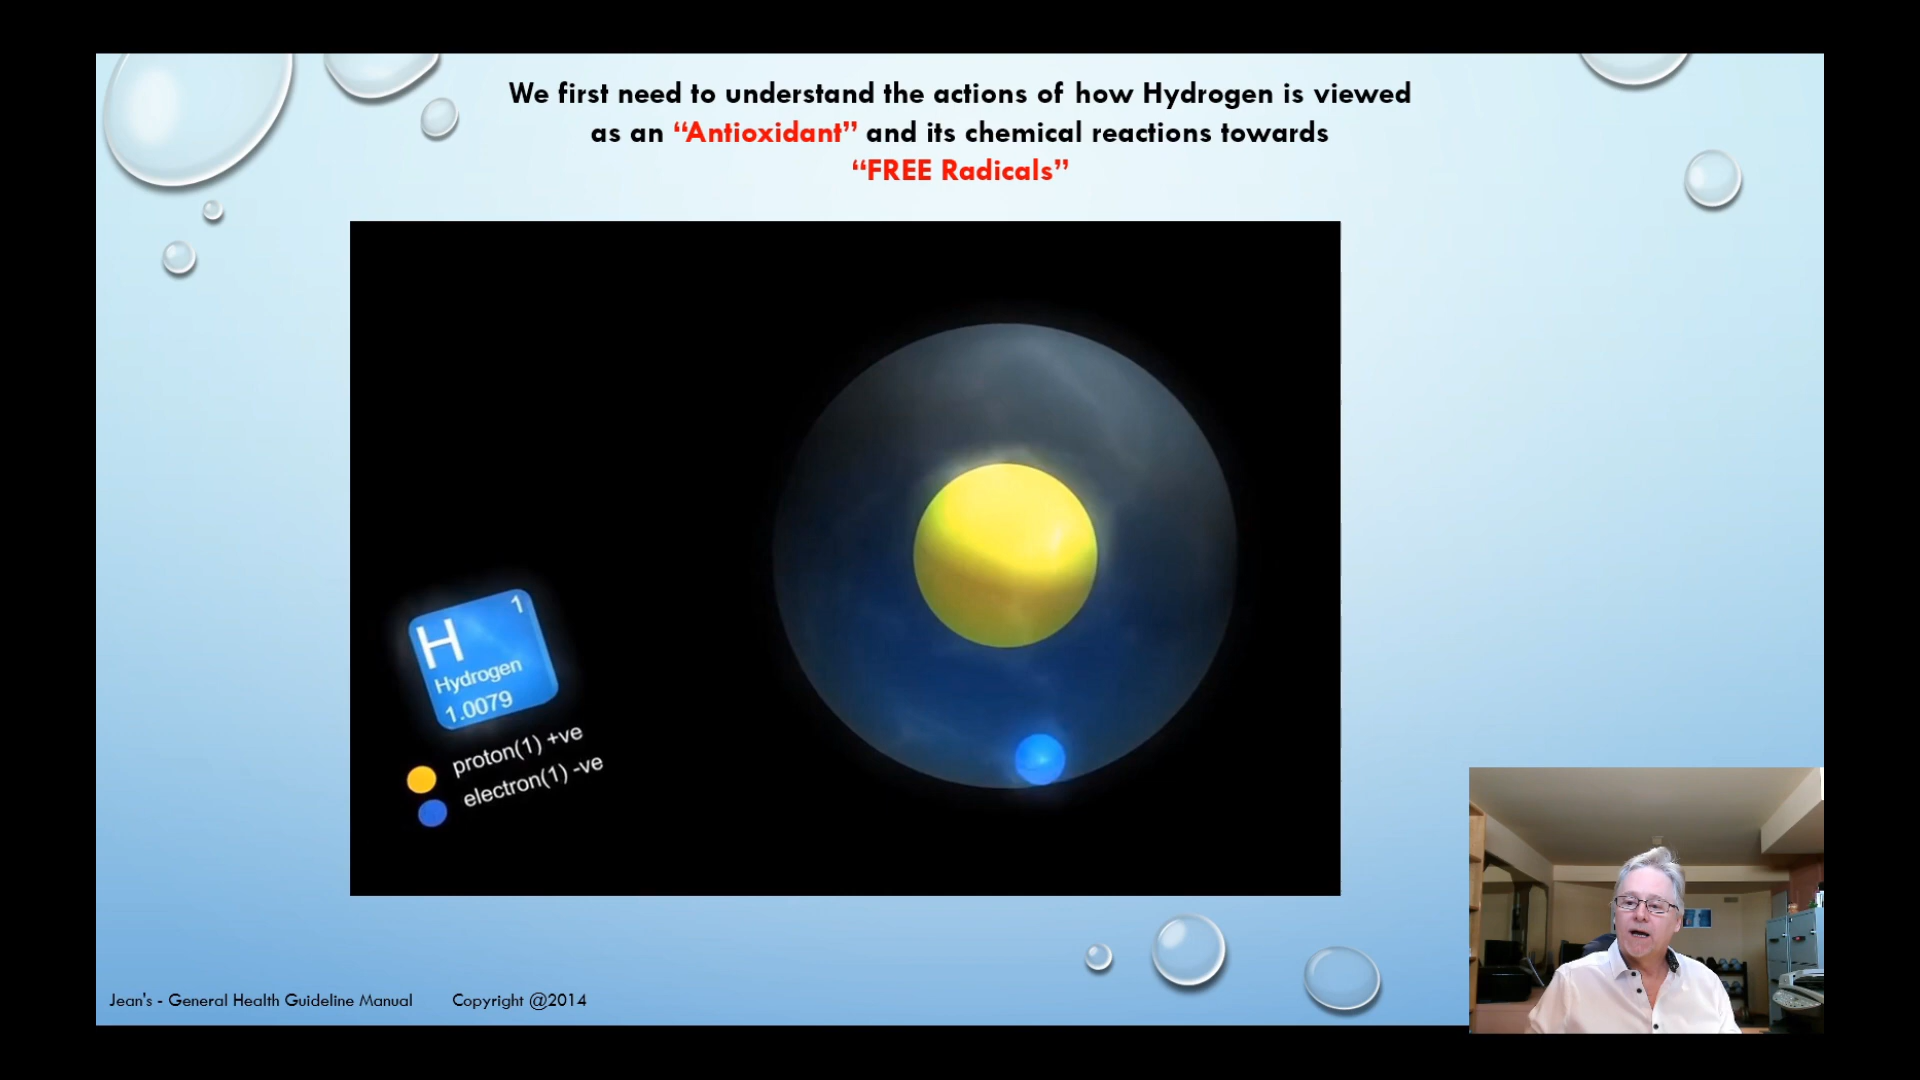 We first need to understand the actions of how Hydrogen is viewed
as an “Antioxidant” and its chemical reactions towards
“FREE Radicals”
1
H
Hydrogen
1.0079
proton(1) +ve
electron(1) -ve
Jean's - General Health Guideline Manual Copyright @2014